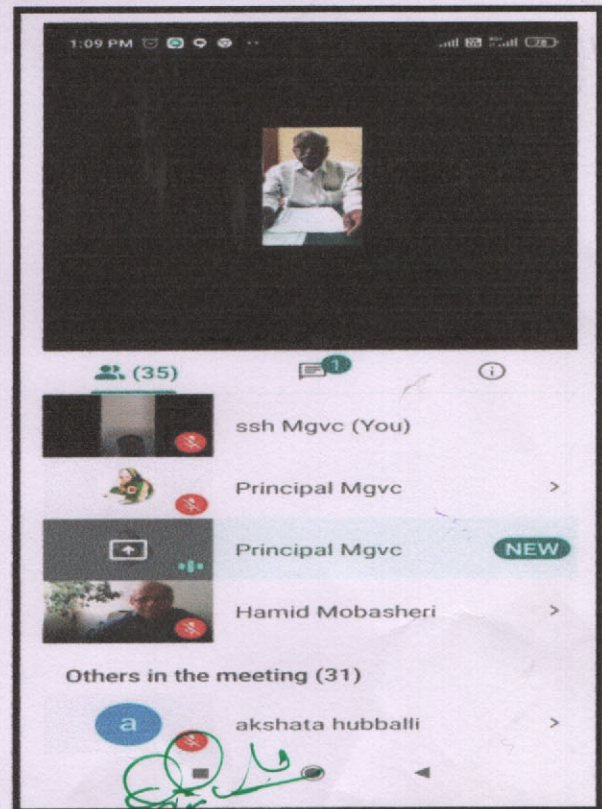 1:09 PM
78
(35)
1
ssh Mgvc (You)
Principal Mgvc
Principal Mgvc
NEW
Hamid Mobasheri
Others in the meeting (31)
a
akshata hubballi